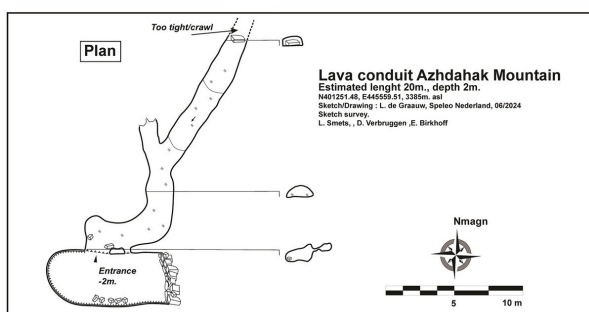 Too tight/crawl
Plan
Lava conduit Azhdahak Mountain
Estimated lenght 20m., depth 2m.
N401251.48, E445559.51, 3385m. asl
Sketch/Drawing : L. de Graauw, Speleo Nederland, 06/2024
Sketch survey.
L. Smets, , D. Verbruggen ,E. Birkhoff
Nmagn
Entrance
-2m.
5
10 m